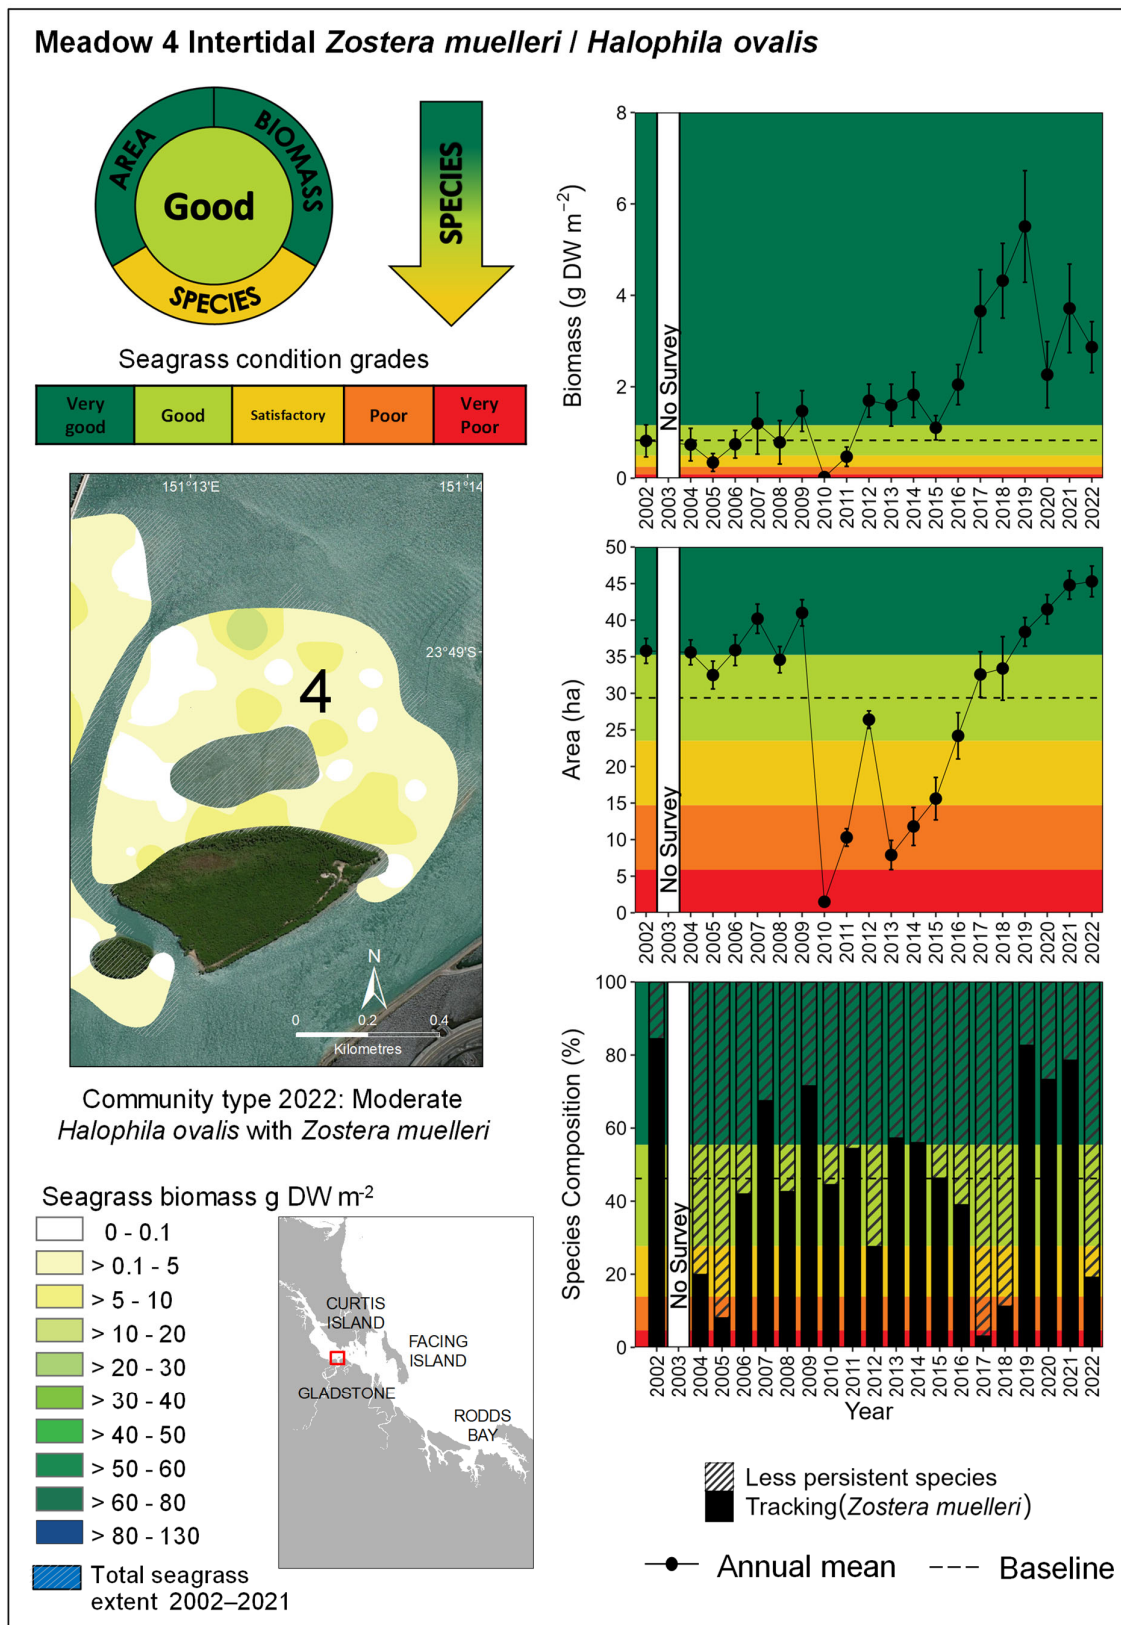 Meadow 4 Intertidal Zostera muelleri / Halophila ovalis
AREA
BIOMASS
Good
SPECIES
SPECIES
Seagrass condition grades
Very good
Good
Satisfactory
Poor
Very Poor
151°13'E
151°14
23°49'S
4
N
0 0.2 0.4
Kilometres
Community type 2022: Moderate
Halophila ovalis with Zostera muelleri
Seagrass biomass g DW m-2
0 - 0.1
> 0.1 - 5
> 5 - 10
> 10 - 20
> 20 - 30
> 30 - 40
> 40 - 50
> 50 - 60
> 60 - 80
> 80 - 130
Total seagrass
extent 2002–2021
CURTIS
ISLAND
FACING
ISLAND
GLADSTONE
RODDS
BAY
Biomass (g DW m−2)
8
6
4
2
0
No Survey
2002 2003 2004 2005 2006 2007 2008 2009 2010 2011 2012 2013 2014 2015 2016 2017 2018 2019 2020 2021 2022
Area (ha)
50
45
40
35
30
25
20
15
10
5
0
No Survey
2002 2003 2004 2005 2006 2007 2008 2009 2010 2011 2012 2013 2014 2015 2016 2017 2018 2019 2020 2021 2022
Species Composition (%)
100
80
60
40
20
0
No Survey
2002 2003 2004 2005 2006 2007 2008 2009 2010 2011 2012 2013 2014 2015 2016 2017 2018 2019 2020 2021 2022
Year
Less persistent species
Tracking(Zostera muelleri)
Annual mean
Baseline